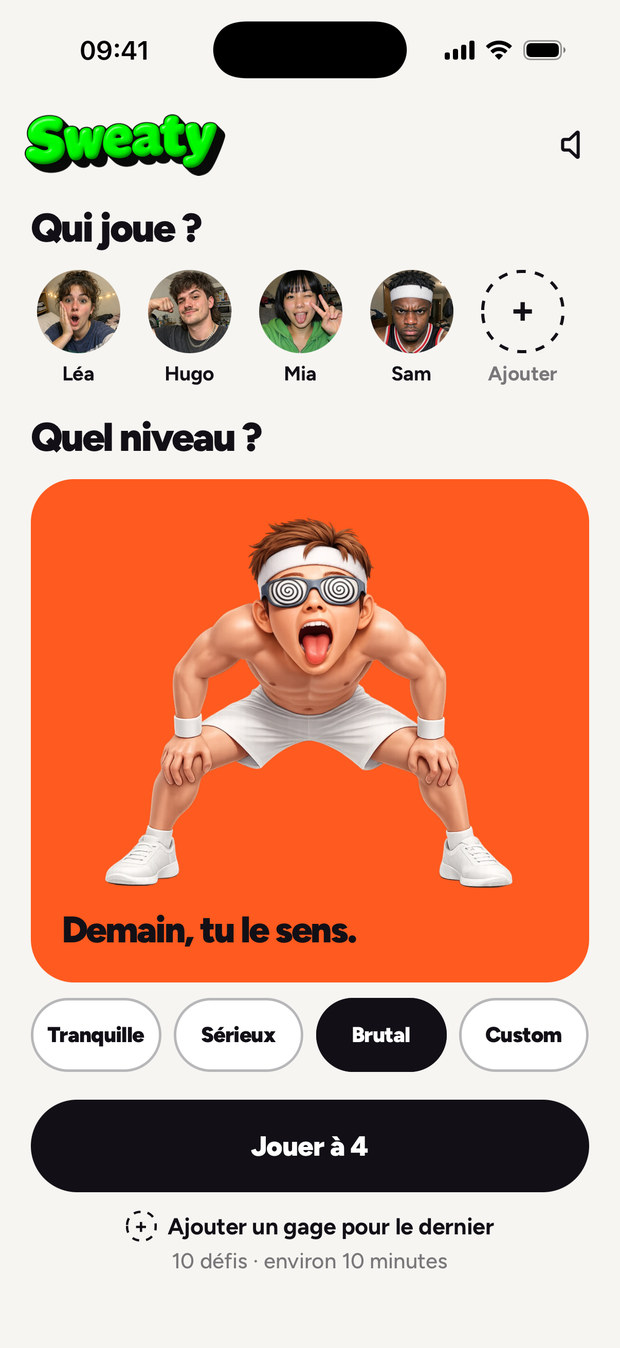 09:41
Sweaty
Qui joue ?
Léa
Hugo
Mia
Sam
Ajouter
Quel niveau ?
Demain, tu le sens.
Tranquille
Sérieux
Brutal
Custom
Jouer à 4
Ajouter un gage pour le dernier
10 défis · environ 10 minutes